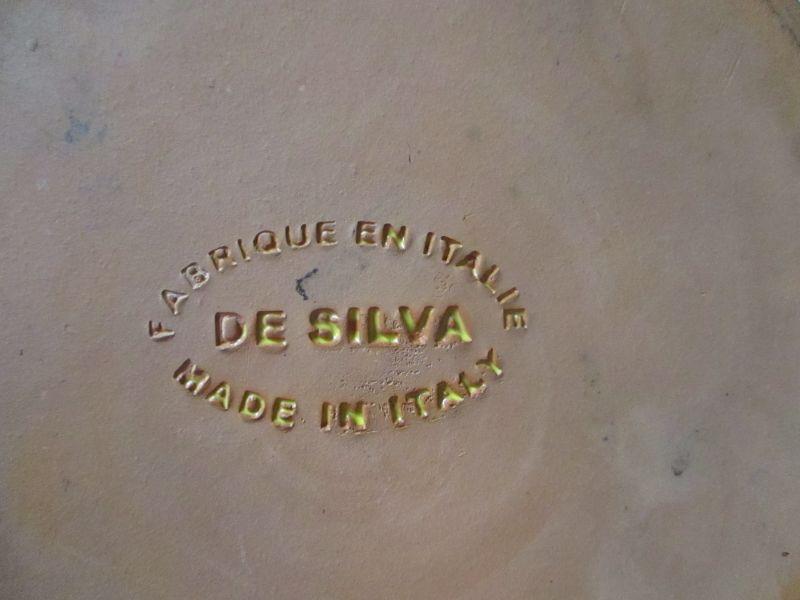 FABRIQUE EN ITALIE
DE SILVA
MADE IN ITALY